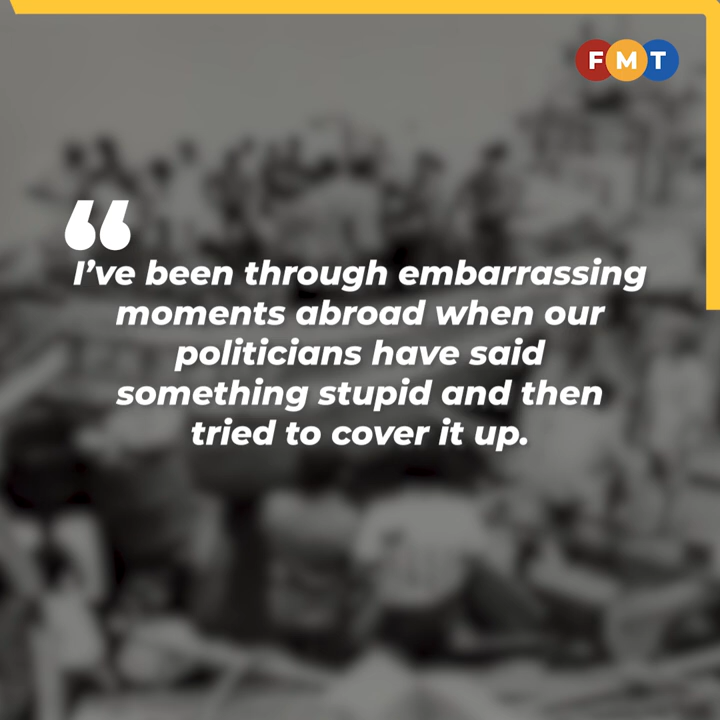 FMT
“
I’ve been through embarrassing
moments abroad when our
politicians have said
something stupid and then
tried to cover it up.